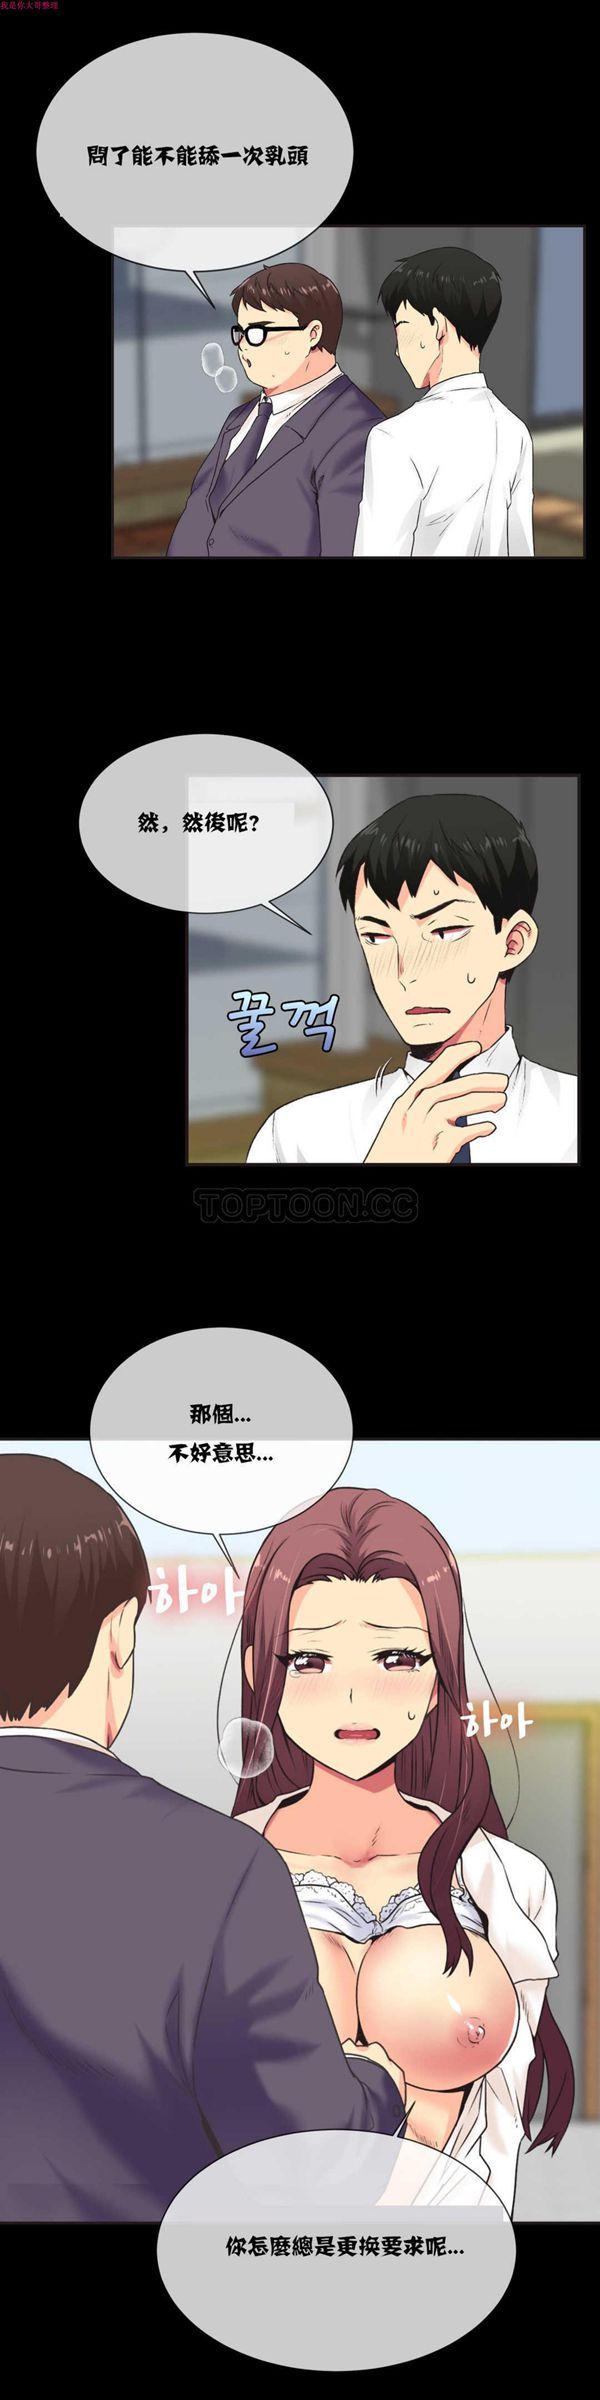 我是你大哥整理
問了能不能舔一次乳頭
然，然後呢?
꿀꺽
TOPTOON.CC
那個...
不好意思...
하아
하아
你怎麼總是更換要求呢...